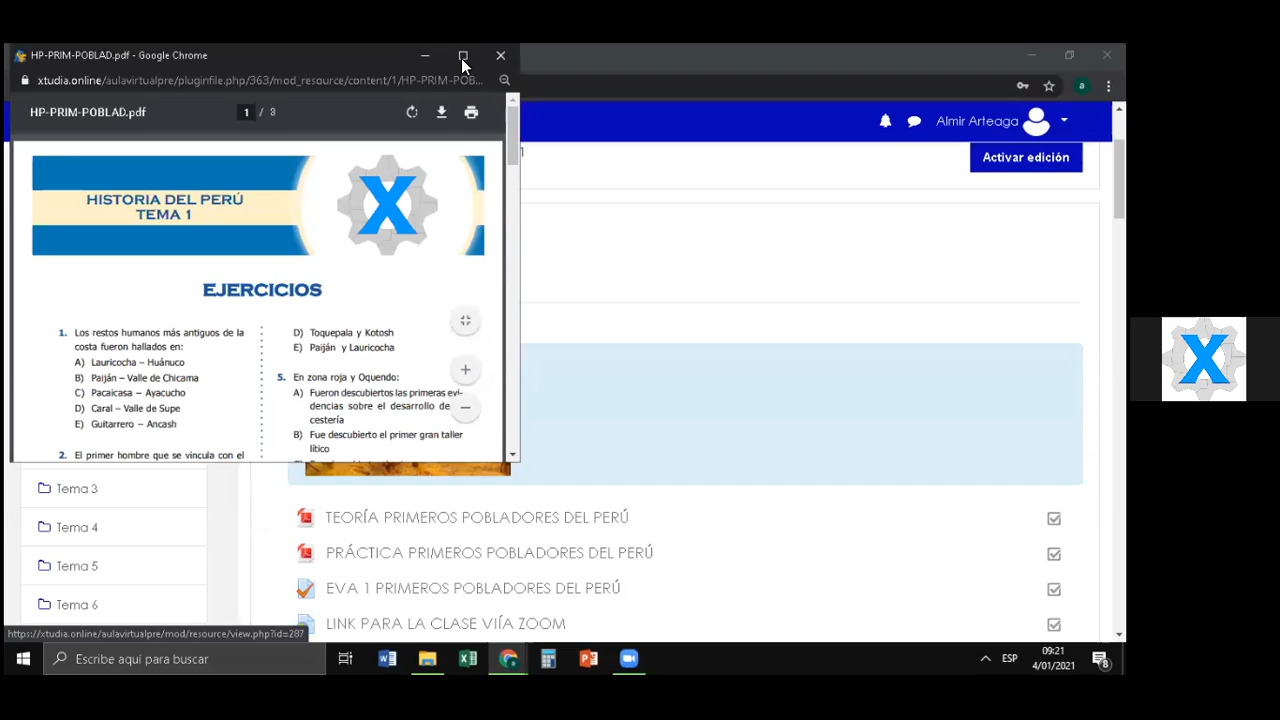 HP-PRIM-POBLAD.pdf - Google Chrome
xtudia.online/aulavirtualpre/pluginfile.php/363/mod_resource/content/1/HP-PRIM-POB...
HP-PRIM-POBLAD.pdf
1 / 3
Almir Arteaga
a
Activar edición
HISTORIA DEL PERÚ
TEMA 1
X
EJERCICIOS
1. Los restos humanos más antiguos de la
costa fueron hallados en:
A) Lauricocha – Huánuco
B) Paiján – Valle de Chicama
C) Pacaicasa – Ayacucho
D) Caral – Valle de Supe
E) Guitarrero – Ancash
2. El primer hombre que se vincula con el
D) Toquepala y Kotosh
E) Paiján y Lauricocha
5. En zona roja y Oquendo:
A) Fueron descubiertos las primeras evi-
dencias sobre el desarrollo de
cestería
B) Fue descubierto el primer gran taller
lítico
X
Tema 3
Tema 4
Tema 5
Tema 6
TEORÍA PRIMEROS POBLADORES DEL PERÚ
PRÁCTICA PRIMEROS POBLADORES DEL PERÚ
EVA 1 PRIMEROS POBLADORES DEL PERÚ
LINK PARA LA CLASE VIÍA ZOOM
https://xtudia.online/aulavirtualpre/mod/resource/view.php?id=287
Escribe aquí para buscar
ESP
09:21
4/01/2021
8